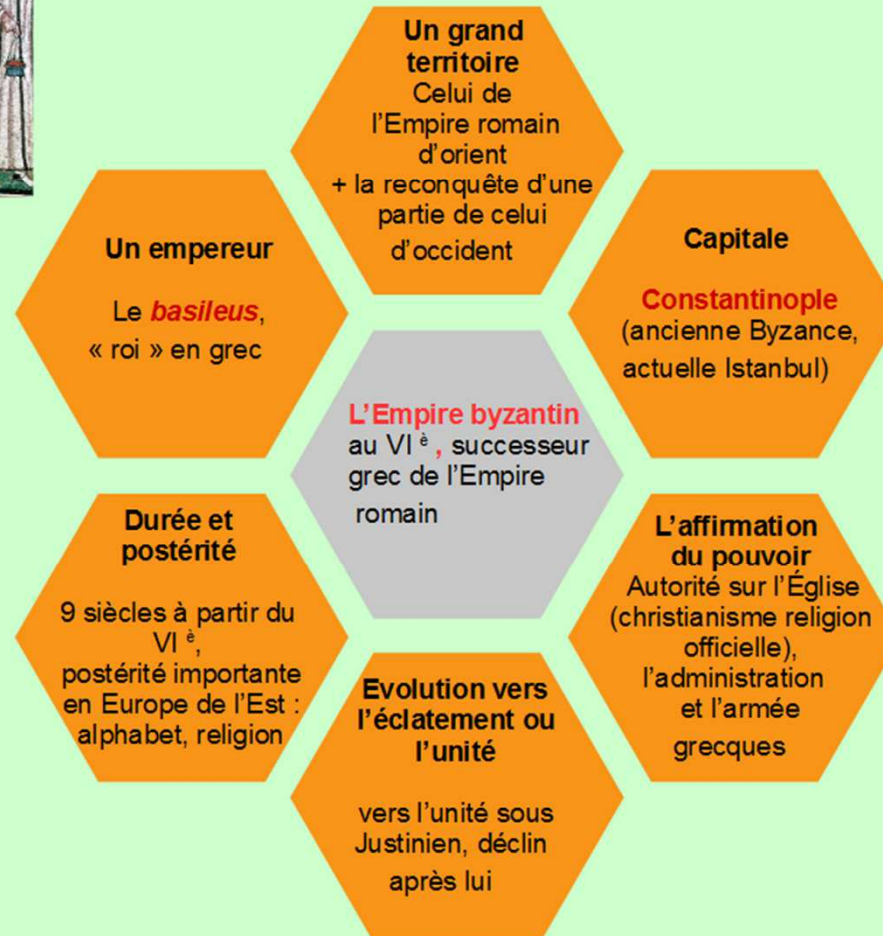 Un grand
territoire
Celui de
l'Empire romain
d'orient
+ la reconquête d'une
partie de celui
d'occident
Un empereur
Le basileus,
« roi » en grec
Capitale
Constantinople
(ancienne Byzance,
actuelle Istanbul)
L'Empire byzantin
au VI è , successeur
grec de l'Empire
romain
Durée et
postérité
9 siècles à partir du
VI è,
postérité importante
en Europe de l'Est :
alphabet, religion
L'affirmation
du pouvoir
Autorité sur l'Église
(christianisme religion
officielle),
l'administration
et l'armée
grecques
Evolution vers
l'éclatement ou
l'unité
vers l'unité sous
Justinien, déclin
après lui